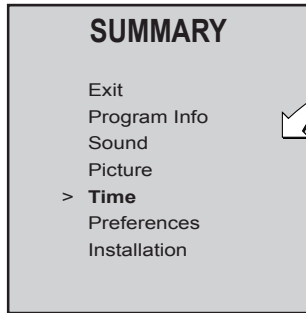 SUMMARY
Exit
Program Info
Sound
Picture
> Time
Preferences
Installation